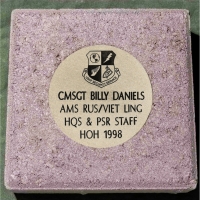 CMSGT BILLY DANIELS
AMS RUS/VIET LING
HQS & PSR STAFF
HOH 1998